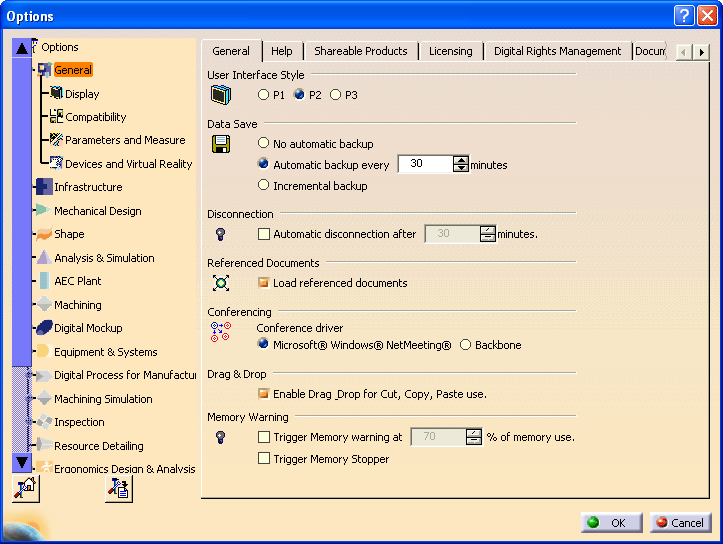 Options
Options
General
Display
Compatibility
Parameters and Measure
Devices and Virtual Reality
Infrastructure
Mechanical Design
Shape
Analysis & Simulation
AEC Plant
Machining
Digital Mockup
Equipment & Systems
Digital Process for Manufactu
Machining Simulation
Inspection
Resource Detailing
Ergonomics Design & Analysis
General Help Shareable Products Licensing Digital Rights Management Docum
User Interface Style
P1 P2 P3
Data Save
No automatic backup
Automatic backup every 30 minutes
Incremental backup
Disconnection
Automatic disconnection after 30 minutes.
Referenced Documents
Load referenced documents
Conferencing
Conference driver
Microsoft® Windows® NetMeeting® Backbone
Drag & Drop
Enable Drag _Drop for Cut, Copy, Paste use.
Memory Warning
Trigger Memory warning at 70 % of memory use.
Trigger Memory Stopper
OK Cancel